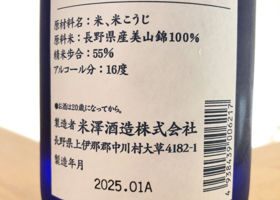 原材料名：米、米こうじ
原料米：長野県産美山錦100%
精米歩合：55%
アルコール分：16度
●お酒は20歳になってから。
製造者 米澤酒造株式会社
長野県上伊那郡中川村大草4182-1
製造年月
2025.01A
4938439006217